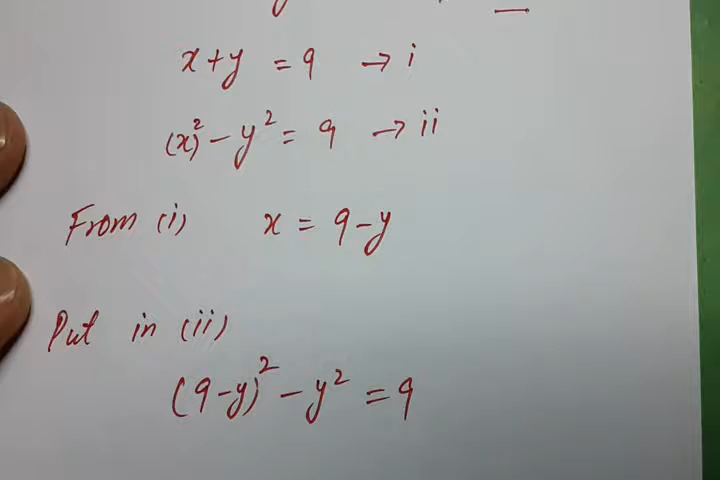 x+y = 9 → i
(x)² - y² = 9 → ii
From (i) x = 9-y
Put in (ii)
(9-y)² - y² = 9